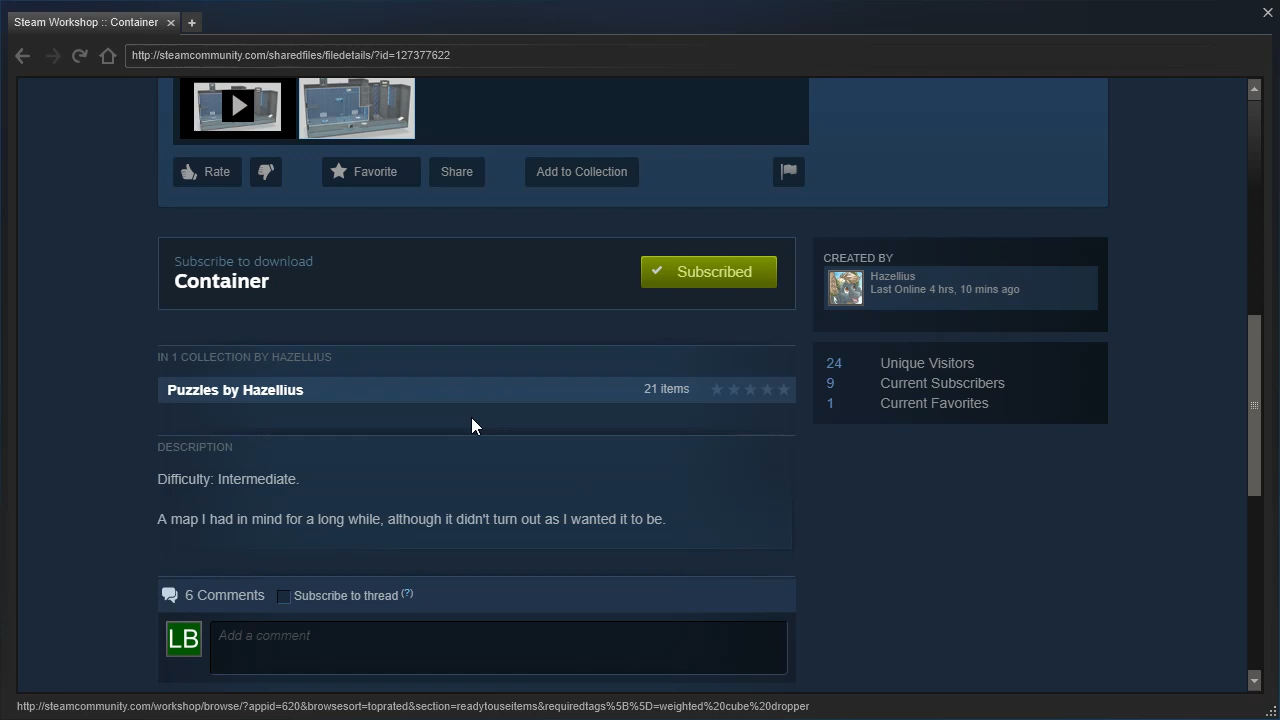 Steam Workshop :: Container
http://steamcommunity.com/sharedfiles/filedetails/?id=127377622
Rate
Favorite
Share
Add to Collection
Subscribe to download
Container
Subscribed
CREATED BY
Hazellius
Last Online 4 hrs, 10 mins ago
IN 1 COLLECTION BY HAZELLIUS
Puzzles by Hazellius
21 items
24 Unique Visitors
9 Current Subscribers
1 Current Favorites
DESCRIPTION
Difficulty: Intermediate.
A map I had in mind for a long while, although it didn't turn out as I wanted it to be.
6 Comments
Subscribe to thread (?)
LB
Add a comment
http://steamcommunity.com/workshop/browse/?appid=620&browsesort=toprated&section=readytouseitems&requiredtags%5B%5D=weighted%20cube%20dropper